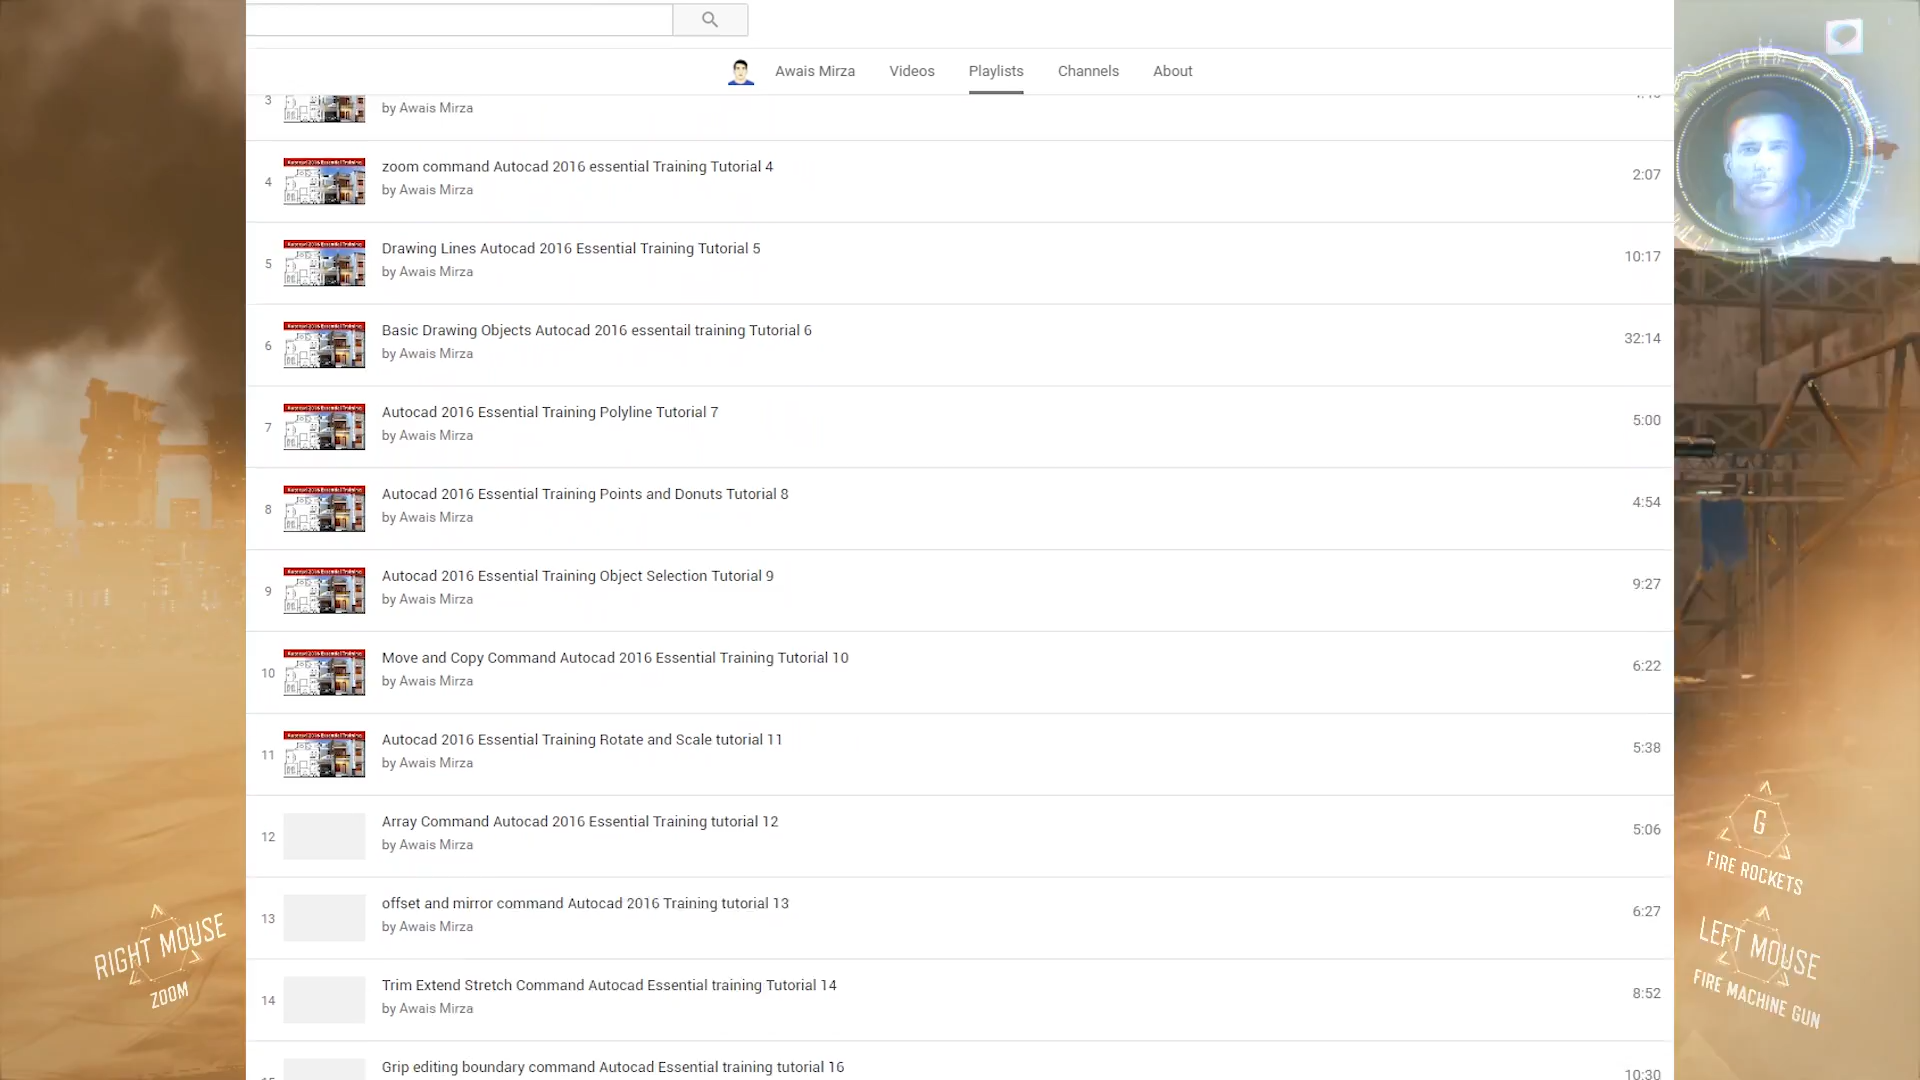 Awais Mirza Videos Playlists Channels About
3
by Awais Mirza
4 zoom command Autocad 2016 essential Training Tutorial 4 2:07
by Awais Mirza
5 Drawing Lines Autocad 2016 Essential Training Tutorial 5 10:17
by Awais Mirza
6 Basic Drawing Objects Autocad 2016 essentail training Tutorial 6 32:14
by Awais Mirza
7 Autocad 2016 Essential Training Polyline Tutorial 7 5:00
by Awais Mirza
8 Autocad 2016 Essential Training Points and Donuts Tutorial 8 4:54
by Awais Mirza
9 Autocad 2016 Essential Training Object Selection Tutorial 9 9:27
by Awais Mirza
10 Move and Copy Command Autocad 2016 Essential Training Tutorial 10 6:22
by Awais Mirza
11 Autocad 2016 Essential Training Rotate and Scale tutorial 11 5:38
by Awais Mirza
12 Array Command Autocad 2016 Essential Training tutorial 12 5:06
by Awais Mirza
13 offset and mirror command Autocad 2016 Training tutorial 13 6:27
by Awais Mirza
14 Trim Extend Stretch Command Autocad Essential training Tutorial 14 8:52
by Awais Mirza
Grip editing boundary command Autocad Essential training tutorial 16 10:30
RIGHT MOUSE
ZOOM
G
FIRE ROCKETS
LEFT MOUSE
FIRE MACHINE GUN